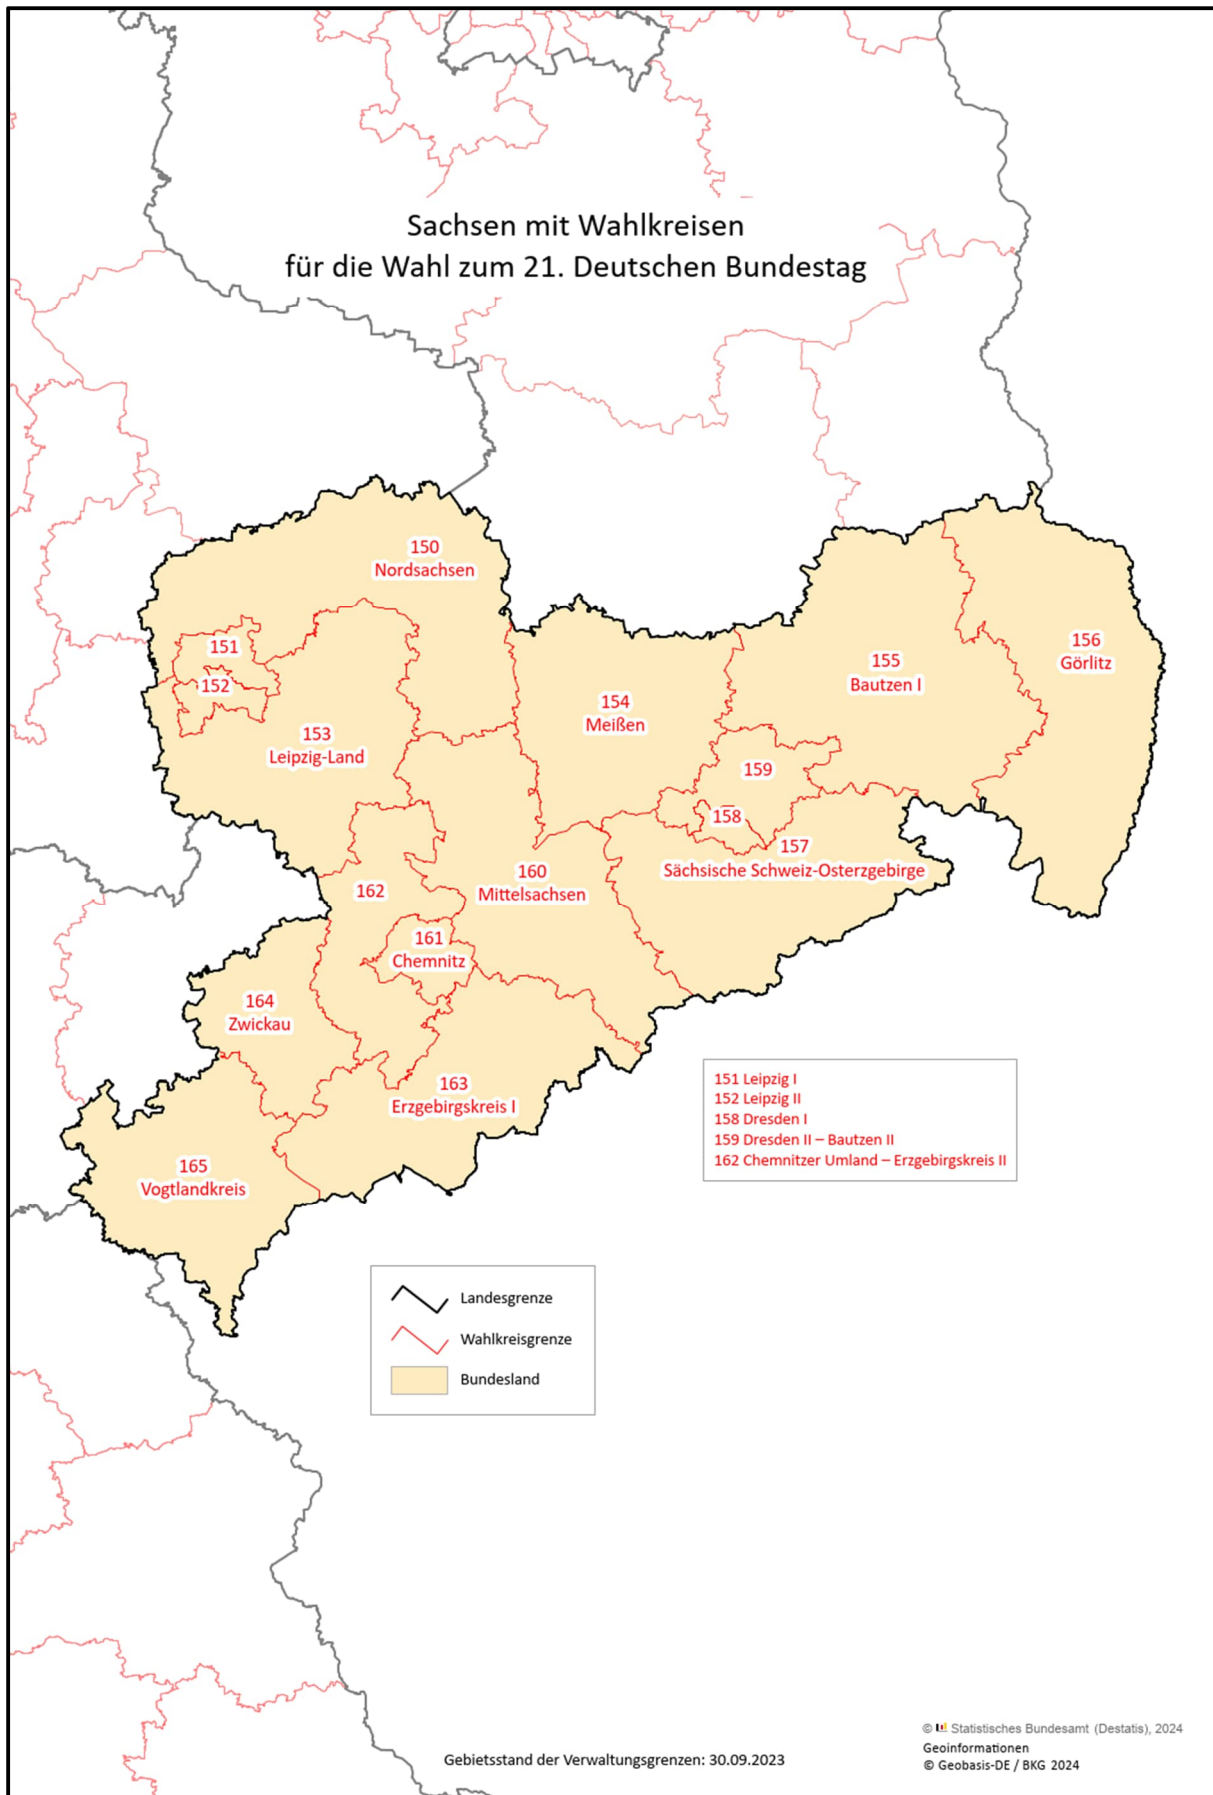 Sachsen mit Wahlkreisen
für die Wahl zum 21. Deutschen Bundestag
150
Nordsachsen
151
152
153
Leipzig-Land
154
Meißen
155
Bautzen I
156
Görlitz
159
158
157
Sächsische Schweiz-Osterzgebirge
160
Mittelsachsen
162
161
Chemnitz
164
Zwickau
163
Erzgebirgskreis I
165
Vogtlandkreis
151 Leipzig I
152 Leipzig II
158 Dresden I
159 Dresden II – Bautzen II
162 Chemnitzer Umland – Erzgebirgskreis II
Landesgrenze
Wahlkreisgrenze
Bundesland
Gebietsstand der Verwaltungsgrenzen: 30.09.2023
© Statistisches Bundesamt (Destatis), 2024
Geoinformationen
© Geobasis-DE / BKG 2024